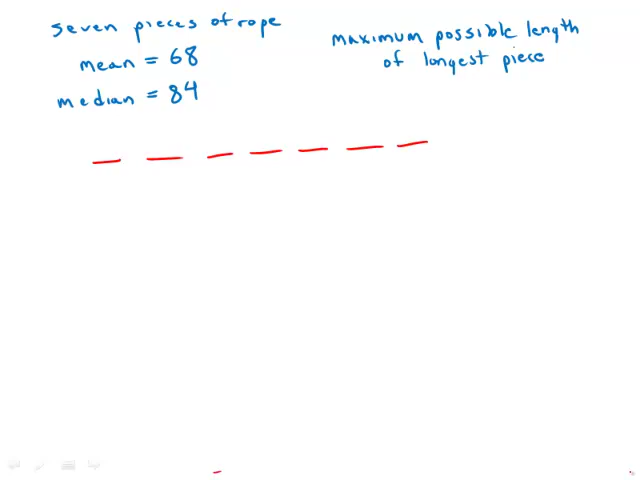 seven pieces of rope
mean = 68
median = 84
maximum possible length
of longest piece